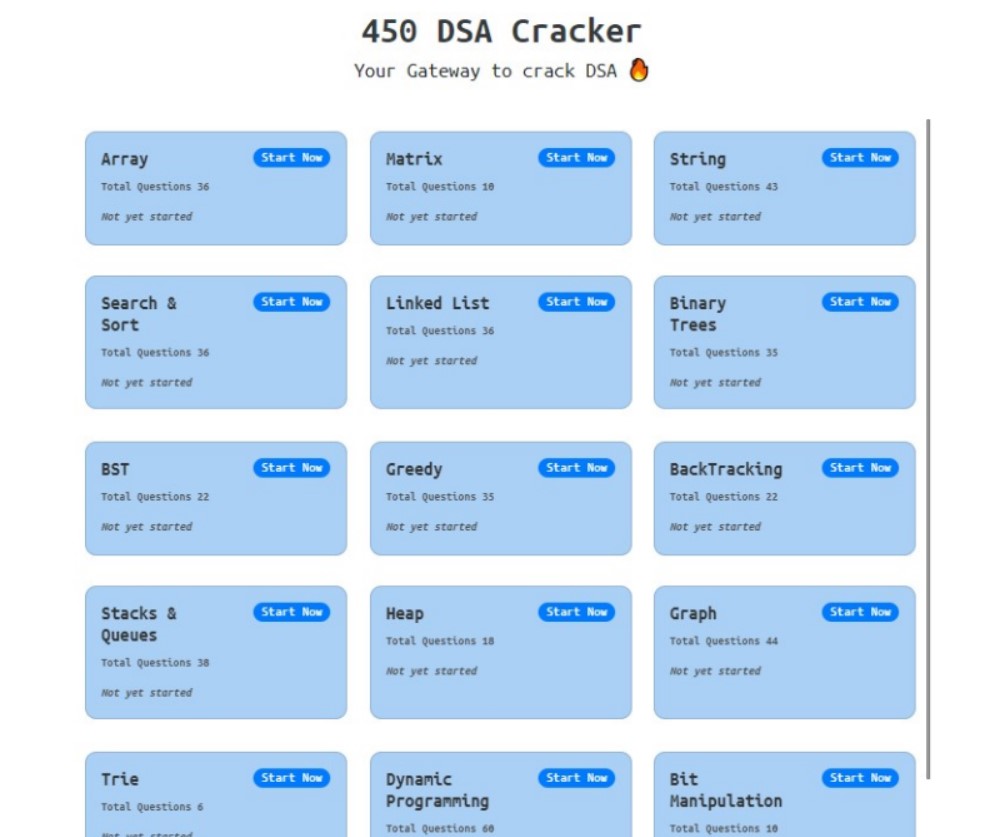 450 DSA Cracker
Your Gateway to crack DSA 🔥
Array
Start Now
Total Questions 36
Not yet started
Matrix
Start Now
Total Questions 10
Not yet started
String
Start Now
Total Questions 43
Not yet started
Search &
Sort
Start Now
Total Questions 36
Not yet started
Linked List
Start Now
Total Questions 36
Not yet started
Binary
Trees
Start Now
Total Questions 35
Not yet started
BST
Start Now
Total Questions 22
Not yet started
Greedy
Start Now
Total Questions 35
Not yet started
BackTracking
Start Now
Total Questions 22
Not yet started
Stacks &
Queues
Start Now
Total Questions 38
Not yet started
Heap
Start Now
Total Questions 18
Not yet started
Graph
Start Now
Total Questions 44
Not yet started
Trie
Start Now
Total Questions 6
Not yet started
Dynamic
Programming
Start Now
Total Questions 60
Bit
Manipulation
Start Now
Total Questions 10